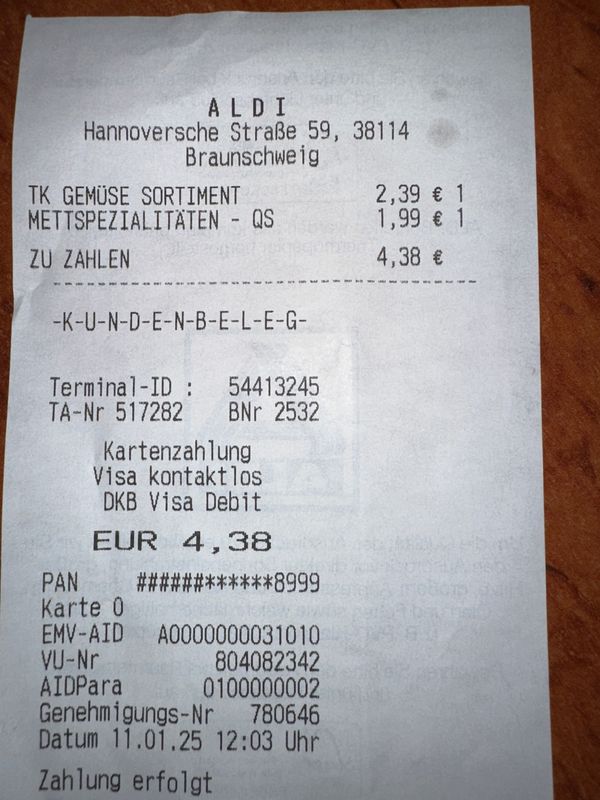 ALDI
Hannoversche Straße 59, 38114
Braunschweig
TK GEMÜSE SORTIMENT 2,39 € 1
METTSPEZIALITÄTEN - QS 1,99 € 1
ZU ZAHLEN 4,38 €
-K-U-N-D-E-N-B-E-L-E-G-
Terminal-ID : 54413245
TA-Nr 517282 BNr 2532
Kartenzahlung
Visa kontaktlos
DKB Visa Debit
EUR 4,38
PAN ######******8999
Karte 0
EMV-AID A0000000031010
VU-Nr 804082342
AIDPara 0100000002
Genehmigungs-Nr 780646
Datum 11.01.25 12:03 Uhr
Zahlung erfolgt